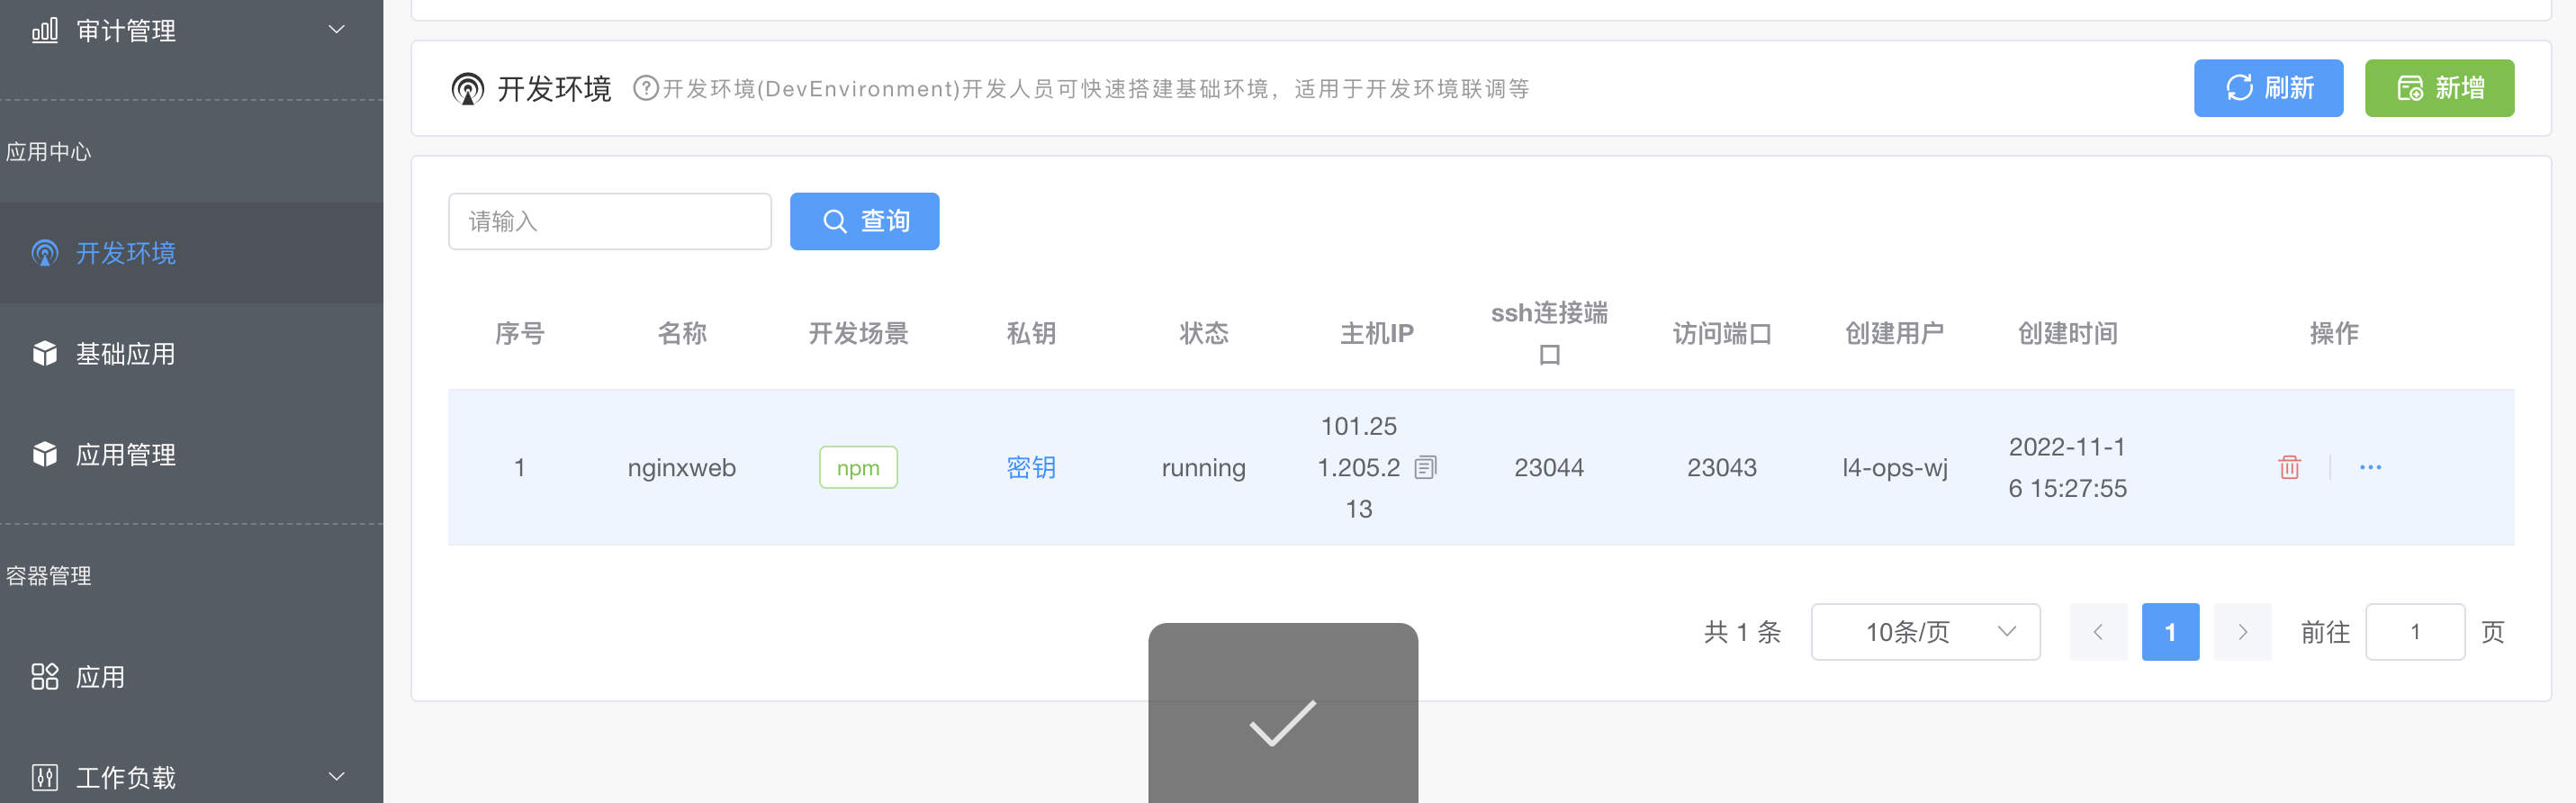 审计管理
应用中心
开发环境
基础应用
应用管理
容器管理
应用
工作负载
开发环境 ?开发环境(DevEnvironment)开发人员可快速搭建基础环境，适用于开发环境联调等
刷新
新增
请输入
查询
序号 名称 开发场景 私钥 状态 主机IP ssh连接端口 访问端口 创建用户 创建时间 操作
1 nginxweb npm 密钥 running 101.251.205.213 23044 23043 l4-ops-wj 2022-11-16 15:27:55
共 1 条 10条/页 1 前往 1 页